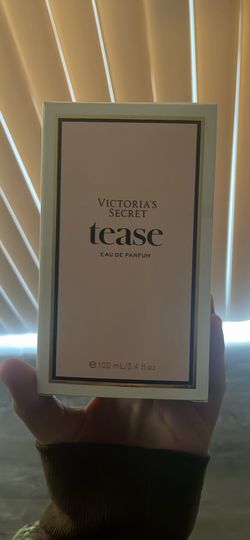 VICTORIA'S
SECRET
tease
EAU DE PARFUM
℮ 100 mL/3.4 fl oz